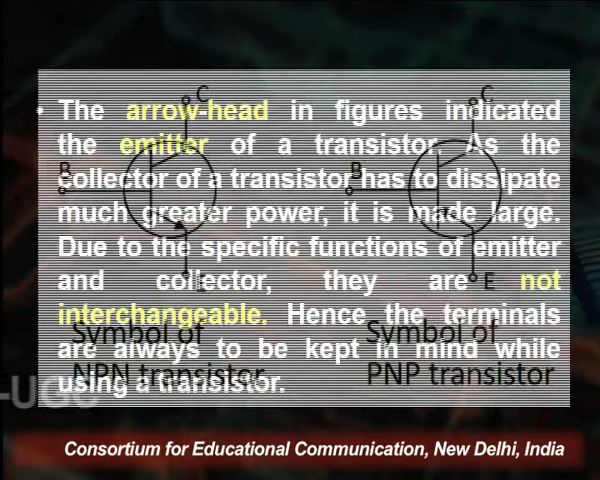 • The arrow-head in figures indicated
the emitter of a transistor. As the
collector of a transistor has to dissipate
much greater power, it is made large.
Due to the specific functions of emitter
and collector, they are not
interchangeable. Hence the terminals
are always to be kept in mind while
using a transistor.
C
B
E
Symbol of
NPN transistor
C
B
E
Symbol of
PNP transistor
-UGC
Consortium for Educational Communication, New Delhi, India